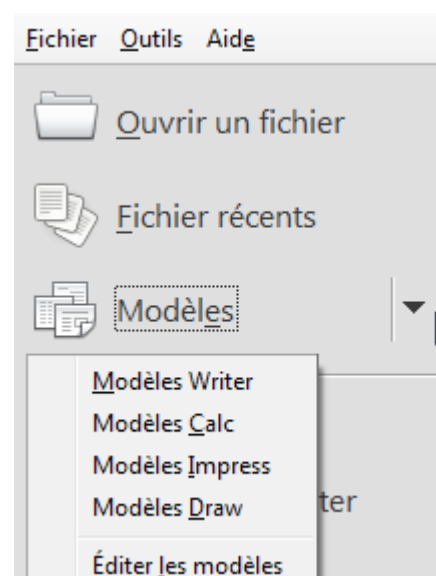 Fichier Outils Aide
Ouvrir un fichier
Fichier récents
Modèles
Modèles Writer
Modèles Calc
Modèles Impress
Modèles Draw
ter
Éditer les modèles